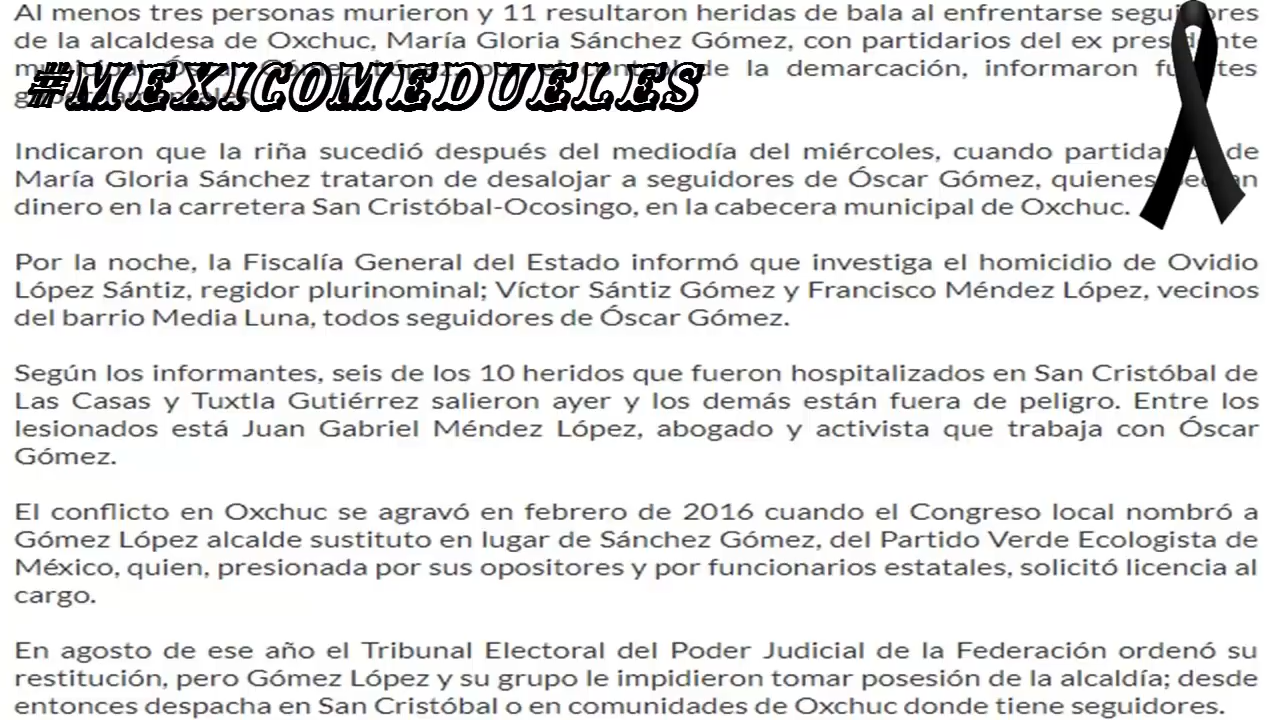 Al menos tres personas murieron y 11 resultaron heridas de bala al enfrentarse
de la alcaldesa de Oxchuc, María Gloria Sánchez Gómez, con partidarios del ex
#MEXICOMEDUELES
de la demarcación, informaron
Indicaron que la riña sucedió después del mediodía del miércoles, cuando de
María Gloria Sánchez trataron de desalojar a seguidores de Óscar Gómez, quienes
dinero en la carretera San Cristóbal-Ocosingo, en la cabecera municipal de Oxchuc.
Por la noche, la Fiscalía General del Estado informó que investiga el homicidio de Ovidio
López Sántiz, regidor plurinominal; Víctor Sántiz Gómez y Francisco Méndez López, vecinos
del barrio Media Luna, todos seguidores de Óscar Gómez.
Según los informantes, seis de los 10 heridos que fueron hospitalizados en San Cristóbal de
Las Casas y Tuxtla Gutiérrez salieron ayer y los demás están fuera de peligro. Entre los
lesionados está Juan Gabriel Méndez López, abogado y activista que trabaja con Óscar
Gómez.
El conflicto en Oxchuc se agravó en febrero de 2016 cuando el Congreso local nombró a
Gómez López alcalde sustituto en lugar de Sánchez Gómez, del Partido Verde Ecologista de
México, quien, presionada por sus opositores y por funcionarios estatales, solicitó licencia al
cargo.
En agosto de ese año el Tribunal Electoral del Poder Judicial de la Federación ordenó su
restitución, pero Gómez López y su grupo le impidieron tomar posesión de la alcaldía; desde
entonces despacha en San Cristóbal o en comunidades de Oxchuc donde tiene seguidores.